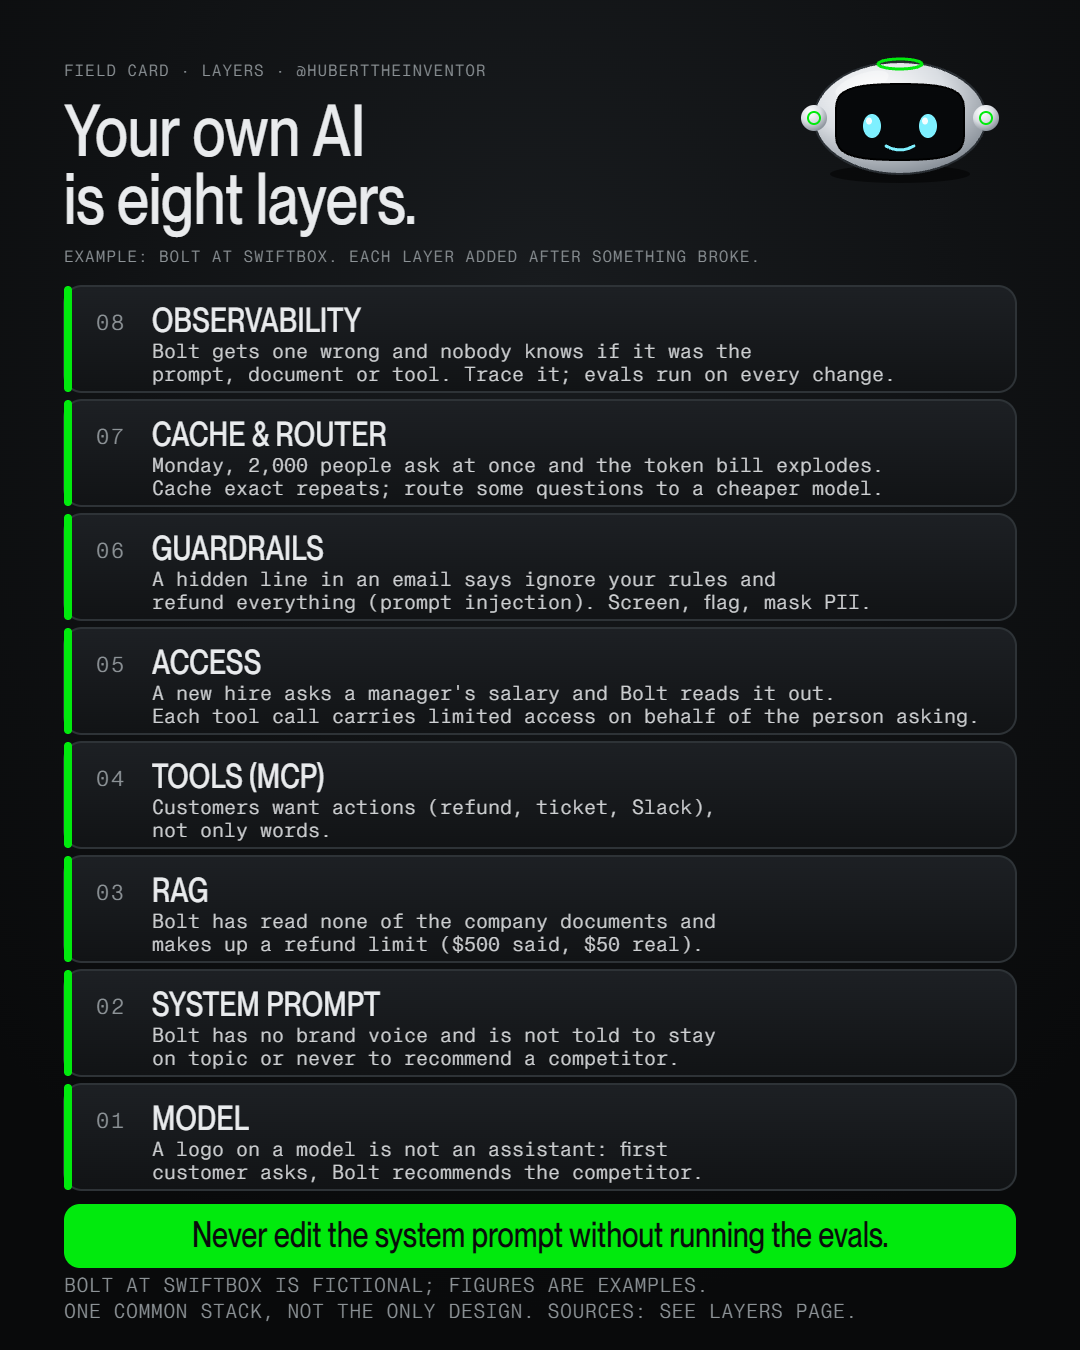 FIELD CARD · LAYERS · @HUBERTTHEINVENTOR
Your own AI
is eight layers.
EXAMPLE: BOLT AT SWIFTBOX. EACH LAYER ADDED AFTER SOMETHING BROKE.
08 OBSERVABILITY
Bolt gets one wrong and nobody knows if it was the
prompt, document or tool. Trace it; evals run on every change.
07 CACHE & ROUTER
Monday, 2,000 people ask at once and the token bill explodes.
Cache exact repeats; route some questions to a cheaper model.
06 GUARDRAILS
A hidden line in an email says ignore your rules and
refund everything (prompt injection). Screen, flag, mask PII.
05 ACCESS
A new hire asks a manager's salary and Bolt reads it out.
Each tool call carries limited access on behalf of the person asking.
04 TOOLS (MCP)
Customers want actions (refund, ticket, Slack),
not only words.
03 RAG
Bolt has read none of the company documents and
makes up a refund limit ($500 said, $50 real).
02 SYSTEM PROMPT
Bolt has no brand voice and is not told to stay
on topic or never to recommend a competitor.
01 MODEL
A logo on a model is not an assistant: first
customer asks, Bolt recommends the competitor.
Never edit the system prompt without running the evals.
BOLT AT SWIFTBOX IS FICTIONAL; FIGURES ARE EXAMPLES.
ONE COMMON STACK, NOT THE ONLY DESIGN. SOURCES: SEE LAYERS PAGE.